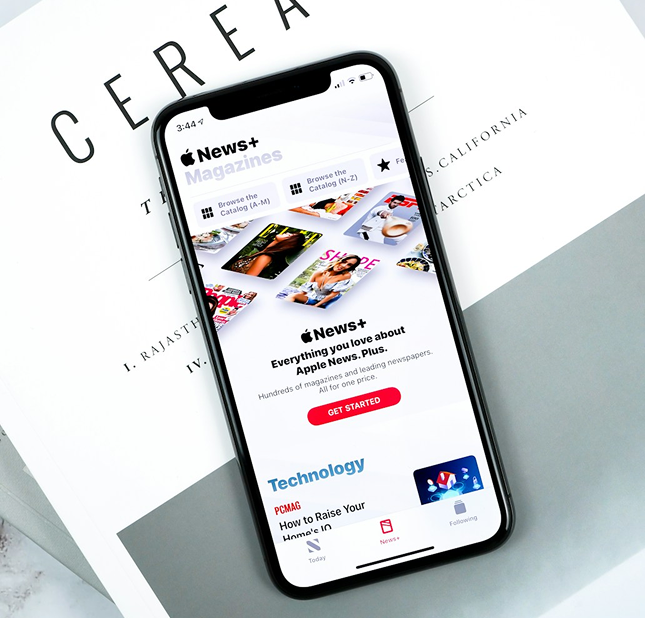 CEREA
I. RAJASTH
IV.
S. CALIFORNIA
TARCTICA
3:44
News+
Magazines
Browse the
Catalog (A-M)
Browse the
Catalog (N-Z)
SHAPE
People
News+
Everything you love about
Apple News. Plus.
Hundreds of magazines and leading newspapers.
All for one price.
GET STARTED
Technology
PCMAG
How to Raise Your
Home's IQ
Today
News+
Following